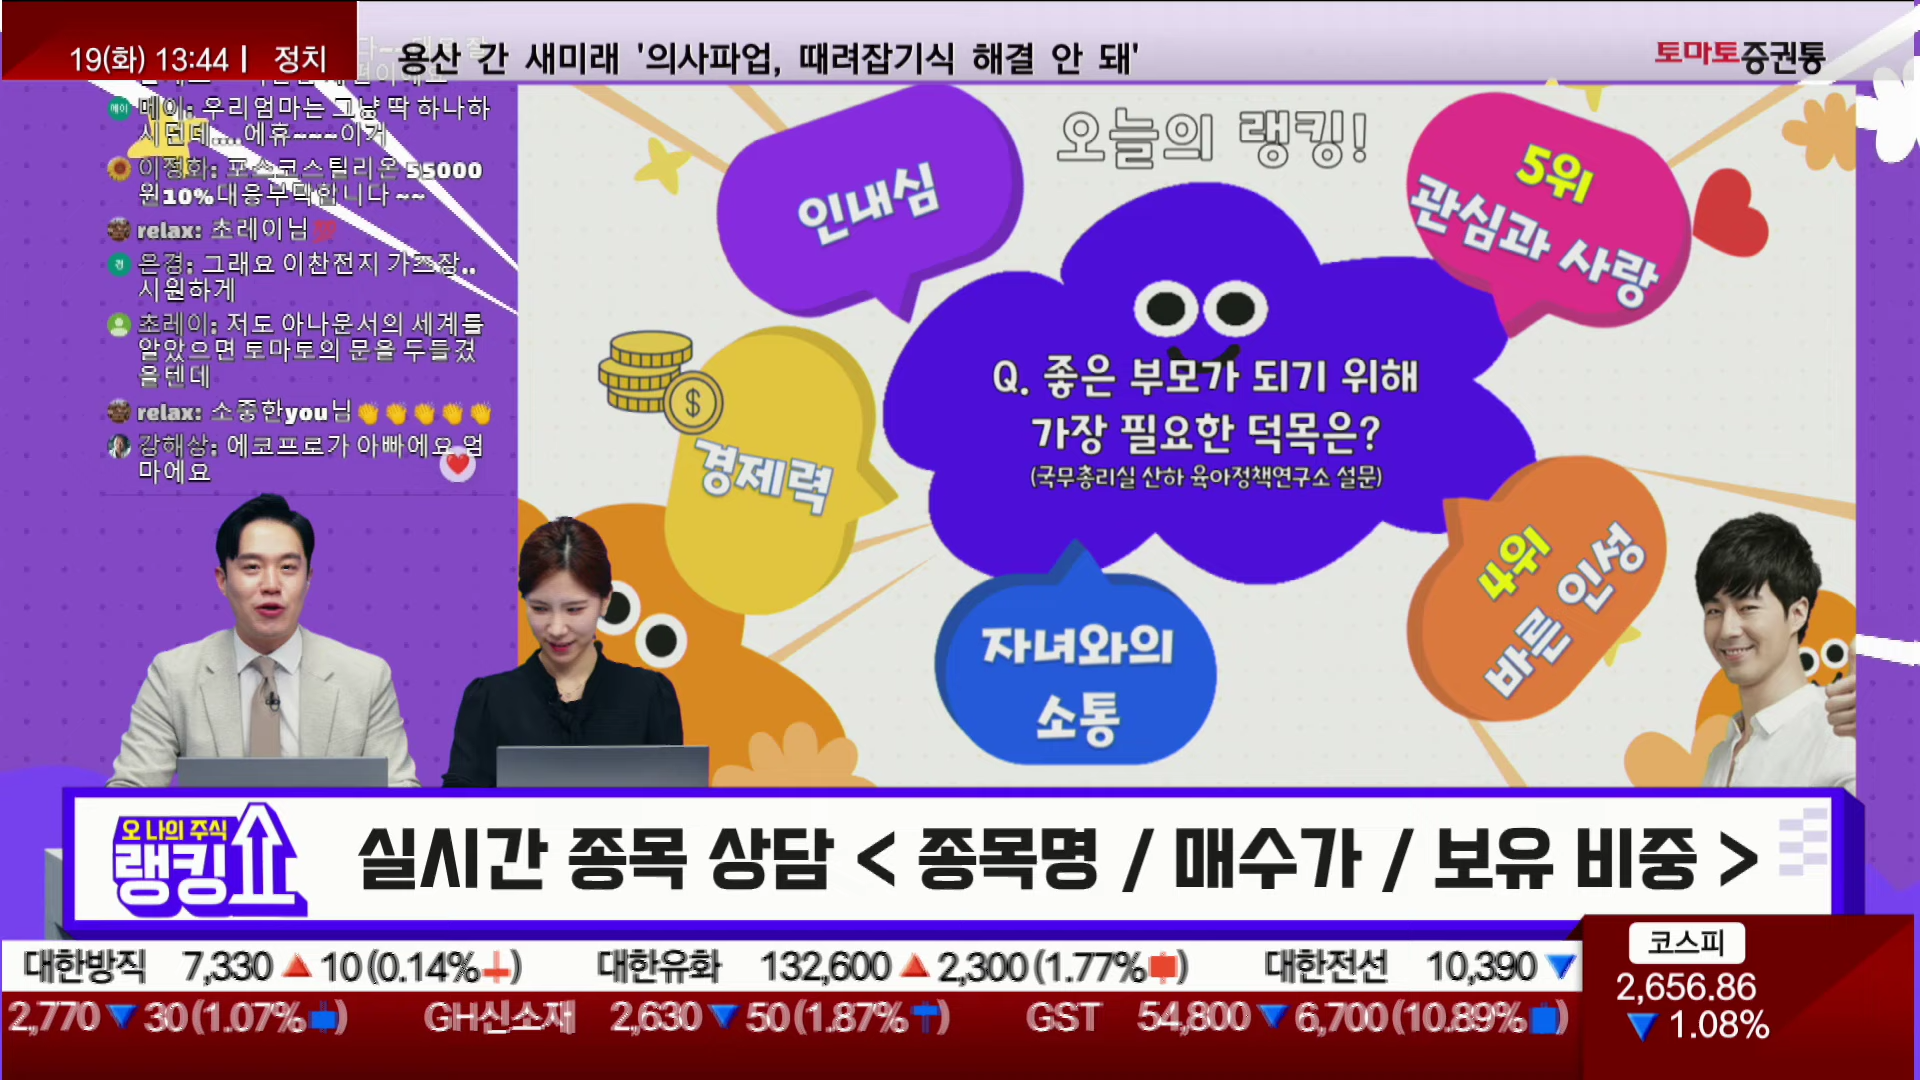 19(화) 13:44 | 정치
용산 간 새미래 '의사파업, 때려잡기식 해결 안 돼'
토마토증권통
메이: 우리엄마는 그냥 딱 하나하
시던데....에휴~~~이거
이정화: 포스코스틸리온 55000
원10%대응부탁합니다 ~~
relax: 초레이님💯
은경: 그래요 이찬전지 가즈장..
시원하게
초레이: 저도 아나운서의 세계를
알았으면 토마토의 문을 두들겼
을텐데
relax: 소중한you님👏👏👏👏👏
강해상: 에코프로가 아빠에요 엄
마에요
오늘의 랭킹!
인내심
5위
관심과 사랑
Q. 좋은 부모가 되기 위해
가장 필요한 덕목은?
(국무총리실 산하 육아정책연구소 설문)
경제력
4위
바른 인성
자녀와의
소통
오 나의 주식
랭킹쇼
실시간 종목 상담 < 종목명 / 매수가 / 보유 비중 >
대한방직 7,330 ▲ 10 (0.14%) 대한유화 132,600 ▲ 2,300 (1.77%) 대한전선 10,390 ▼
2,770 ▼ 30 (1.07%) GH신소재 2,630 ▼ 50 (1.87%) GST 54,800 ▼ 6,700 (10.89%)
코스피
2,656.86
▼ 1.08%